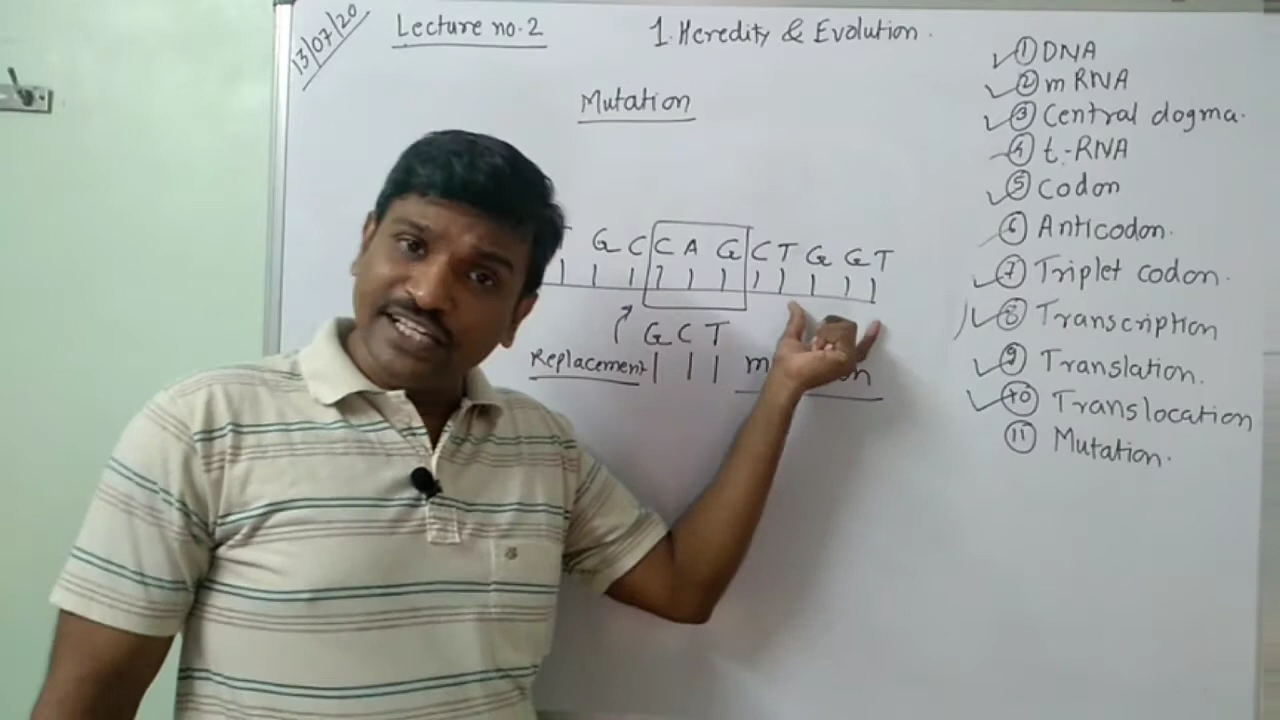 13/07/20
Lecture no. 2
1. Heredity & Evolution.
Mutation
G C C A G C T G G T
G C T
Replacement
① DNA
② mRNA
③ Central dogma.
④ t-RNA
⑤ Codon
⑥ Anticodon.
⑦ Triplet codon.
⑧ Transcription
⑨ Translation.
⑩ Translocation
⑪ Mutation.